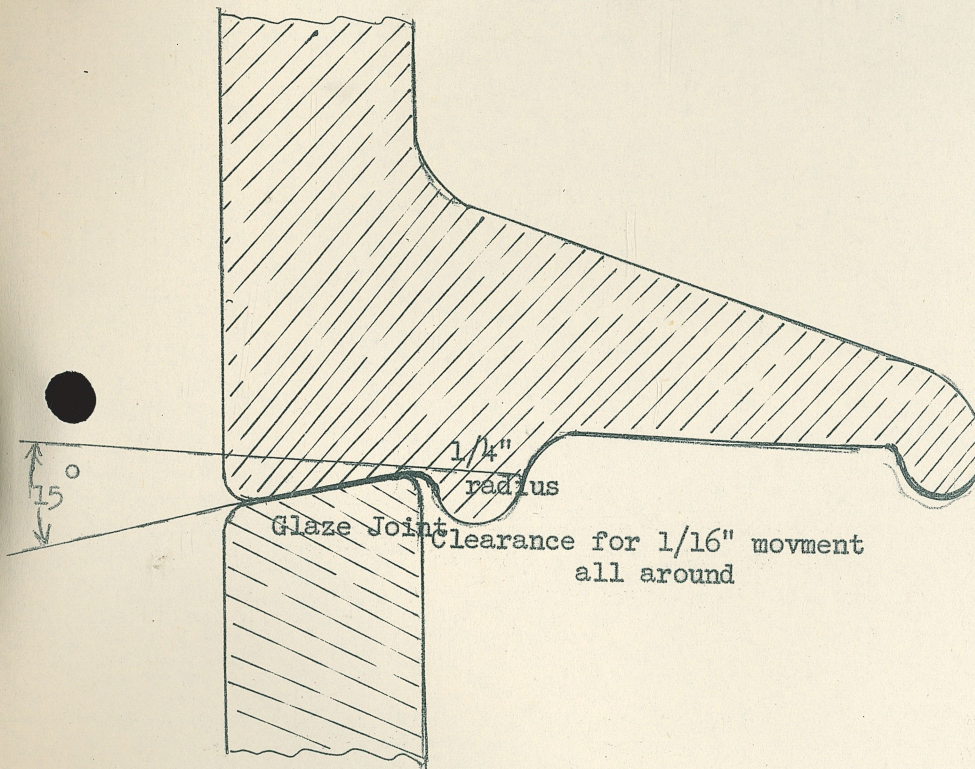 1/4"
radius
15°
Glaze Joint
Clearance for 1/16" movment
all around